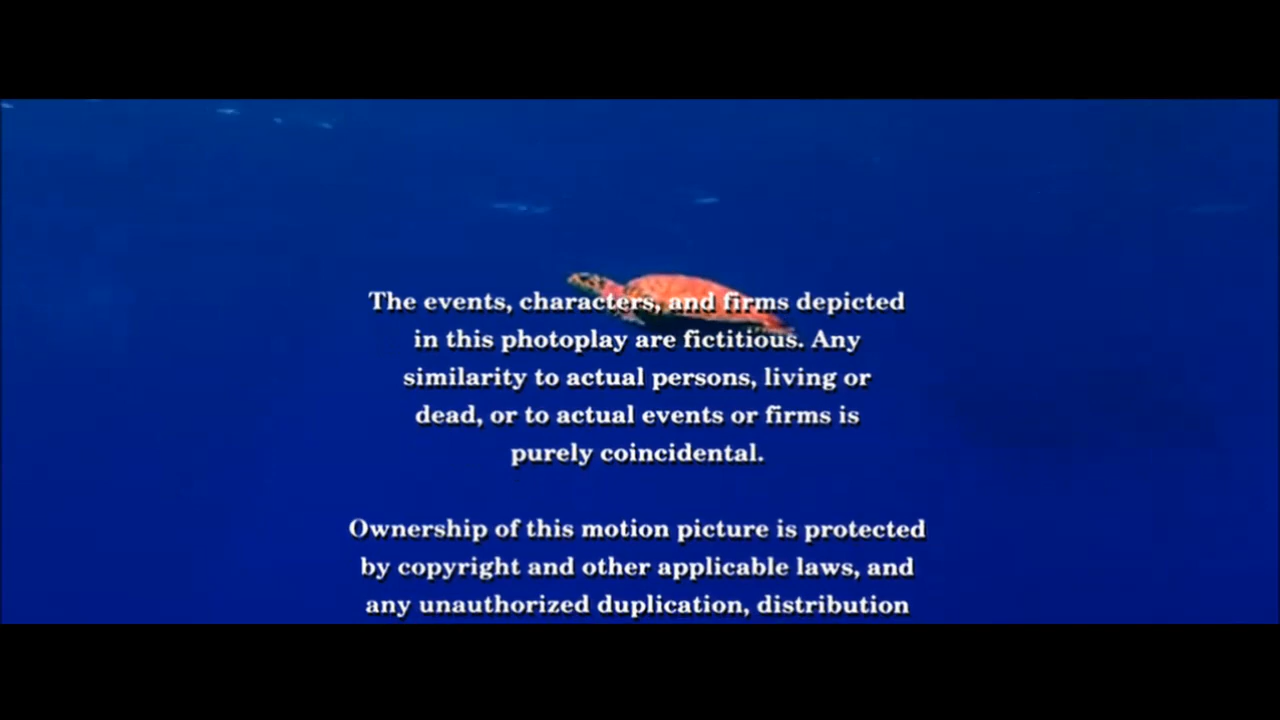 The events, characters, and firms depicted
in this photoplay are fictitious. Any
similarity to actual persons, living or
dead, or to actual events or firms is
purely coincidental.
Ownership of this motion picture is protected
by copyright and other applicable laws, and
any unauthorized duplication, distribution